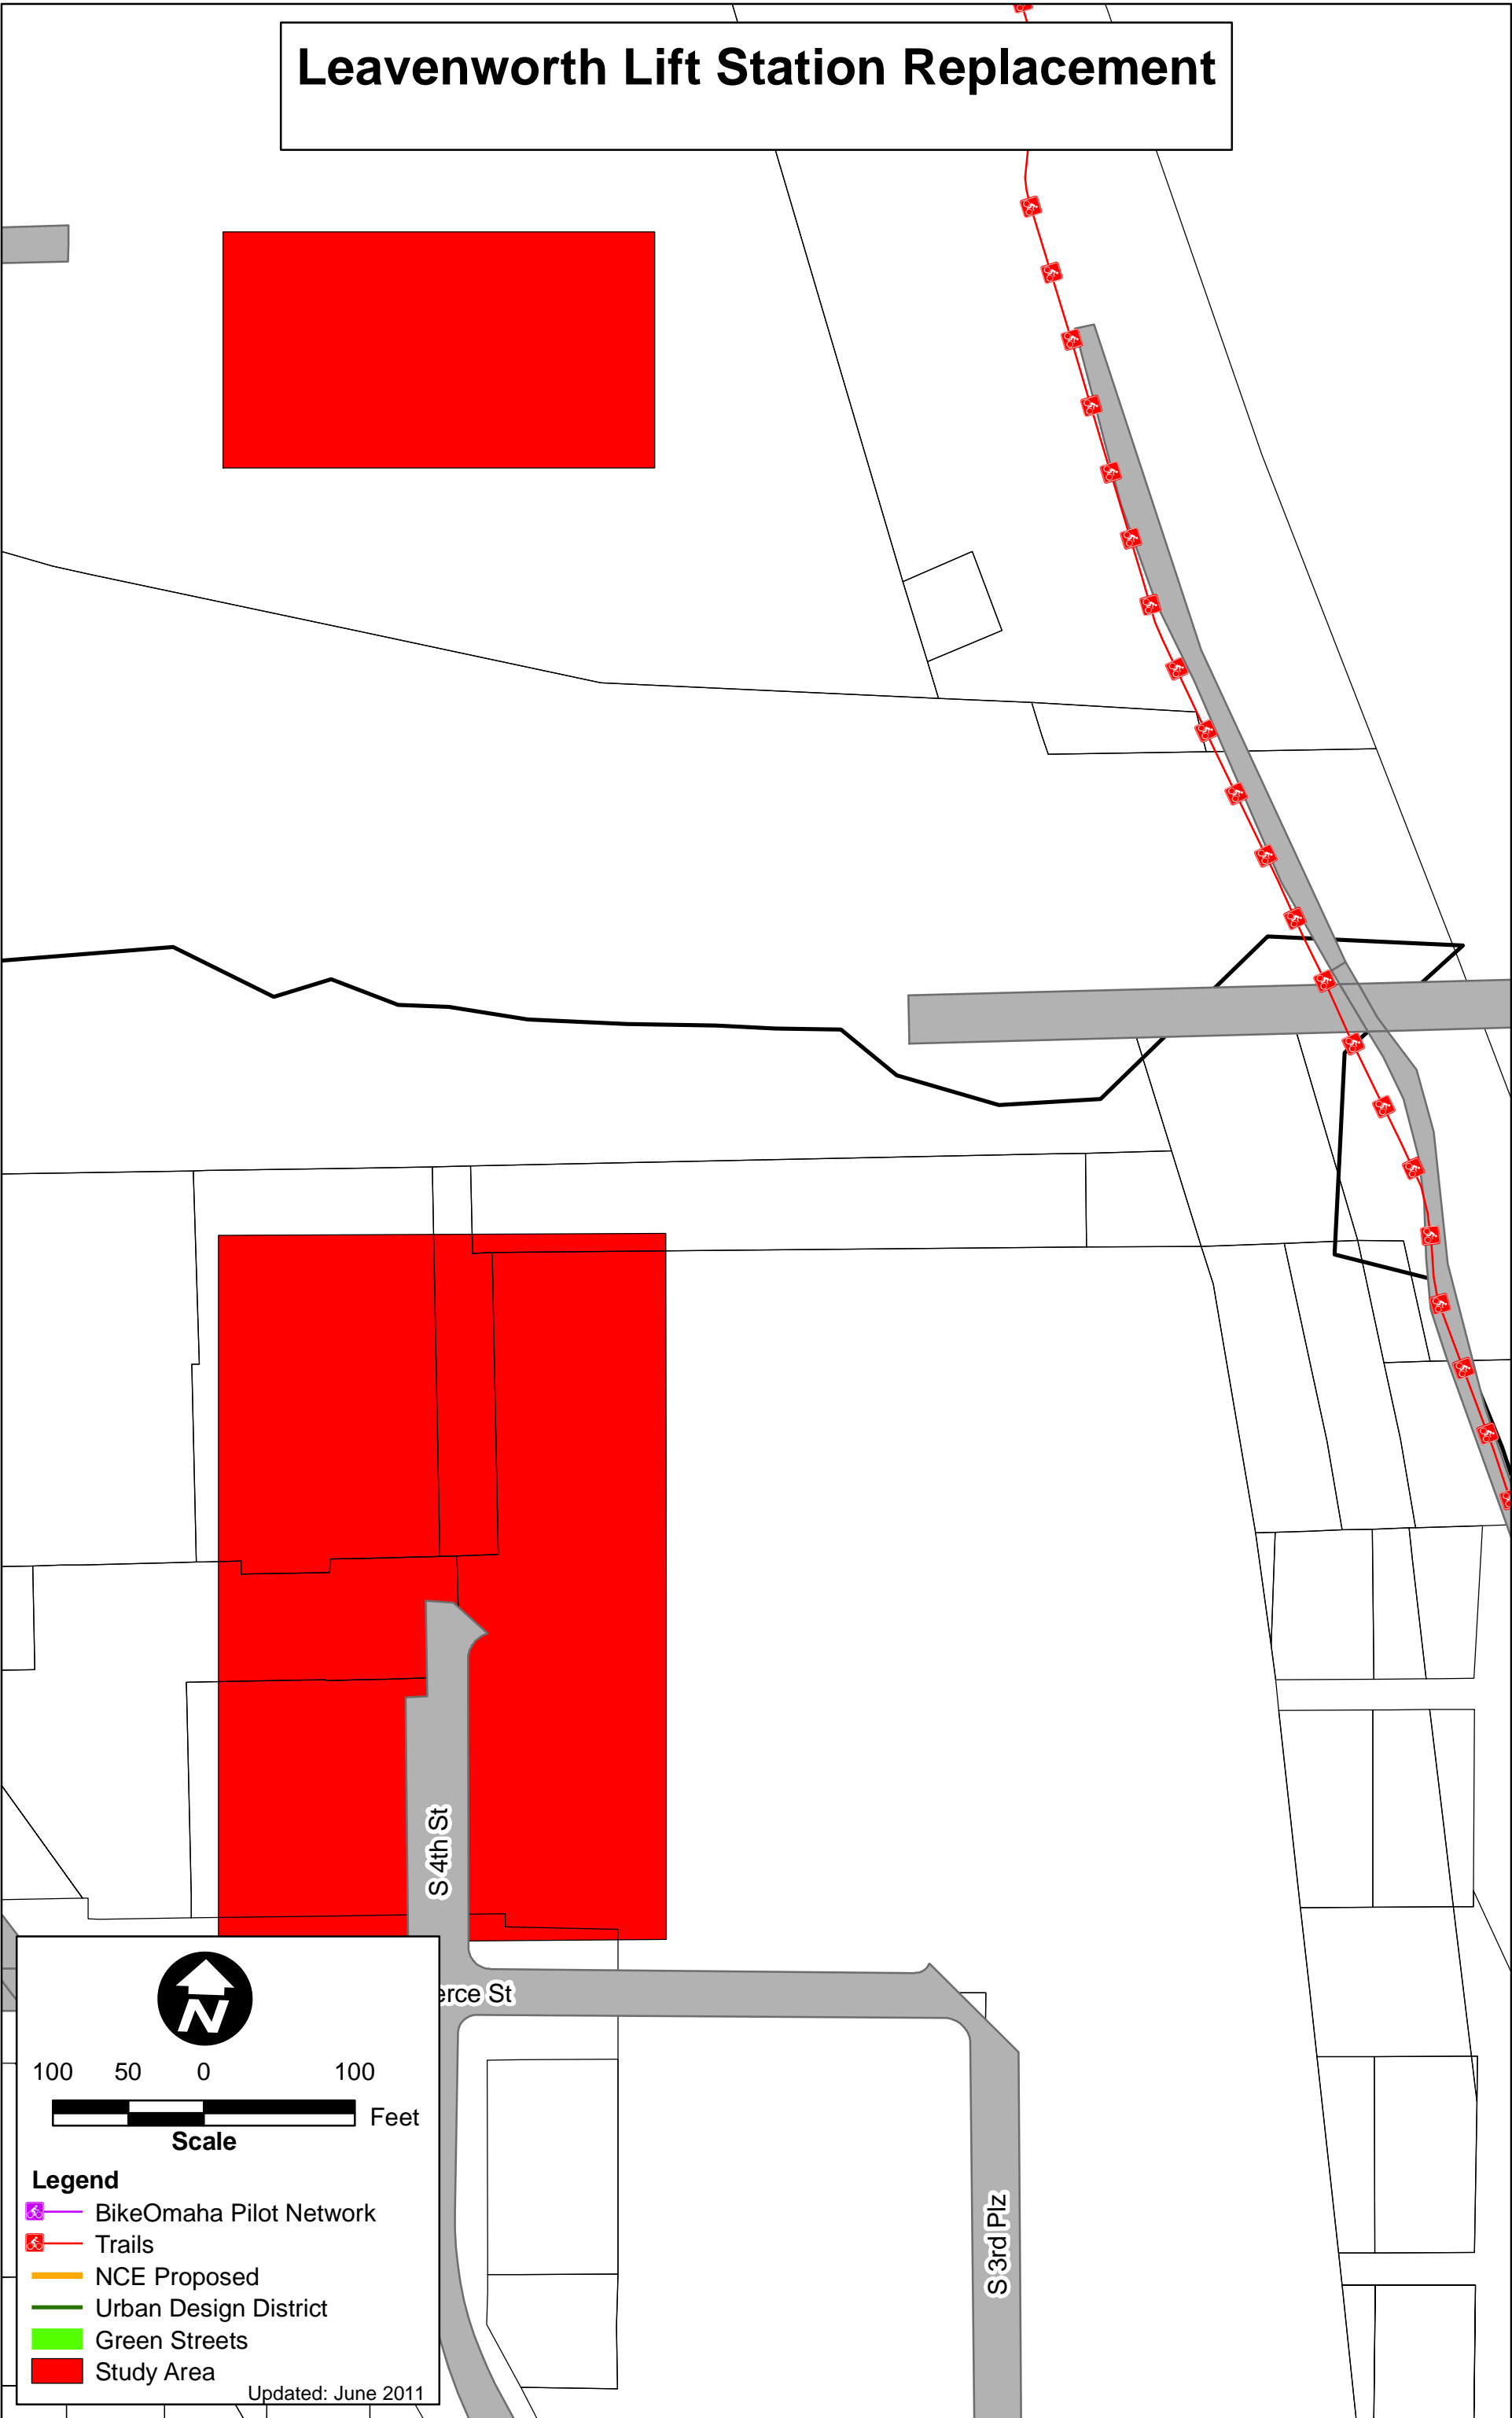 Leavenworth Lift Station Replacement
S 4th St
erce St
S 3rd Plz
N
100 50 0 100
Feet
Scale
Legend
BikeOmaha Pilot Network
Trails
NCE Proposed
Urban Design District
Green Streets
Study Area
Updated: June 2011